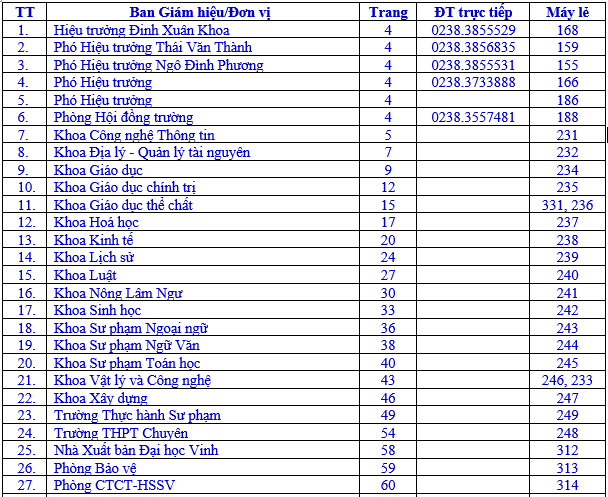 TT Ban Giám hiệu/Đơn vị Trang ĐT trực tiếp Máy lẻ
1. Hiệu trưởng Đinh Xuân Khoa 4 0238.3855529 168
2. Phó Hiệu trưởng Thái Văn Thành 4 0238.3856835 159
3. Phó Hiệu trưởng Ngô Đình Phương 4 0238.3855531 155
4. Phó Hiệu trưởng 4 0238.3733888 166
5. Phó Hiệu trưởng 4 186
6. Phòng Hội đồng trường 4 0238.3557481 188
7. Khoa Công nghệ Thông tin 5 231
8. Khoa Địa lý - Quản lý tài nguyên 7 232
9. Khoa Giáo dục 9 234
10. Khoa Giáo dục chính trị 12 235
11. Khoa Giáo dục thể chất 15 331, 236
12. Khoa Hoá học 17 237
13. Khoa Kinh tế 20 238
14. Khoa Lịch sử 24 239
15. Khoa Luật 27 240
16. Khoa Nông Lâm Ngư 30 241
17. Khoa Sinh học 33 242
18. Khoa Sư phạm Ngoại ngữ 36 243
19. Khoa Sư phạm Ngữ Văn 38 244
20. Khoa Sư phạm Toán học 40 245
21. Khoa Vật lý và Công nghệ 43 246, 233
22. Khoa Xây dựng 46 247
23. Trường Thực hành Sư phạm 49 249
24. Trường THPT Chuyên 54 248
25. Nhà Xuất bản Đại học Vinh 58 312
26. Phòng Bảo vệ 59 313
27. Phòng CTCT-HSSV 60 314